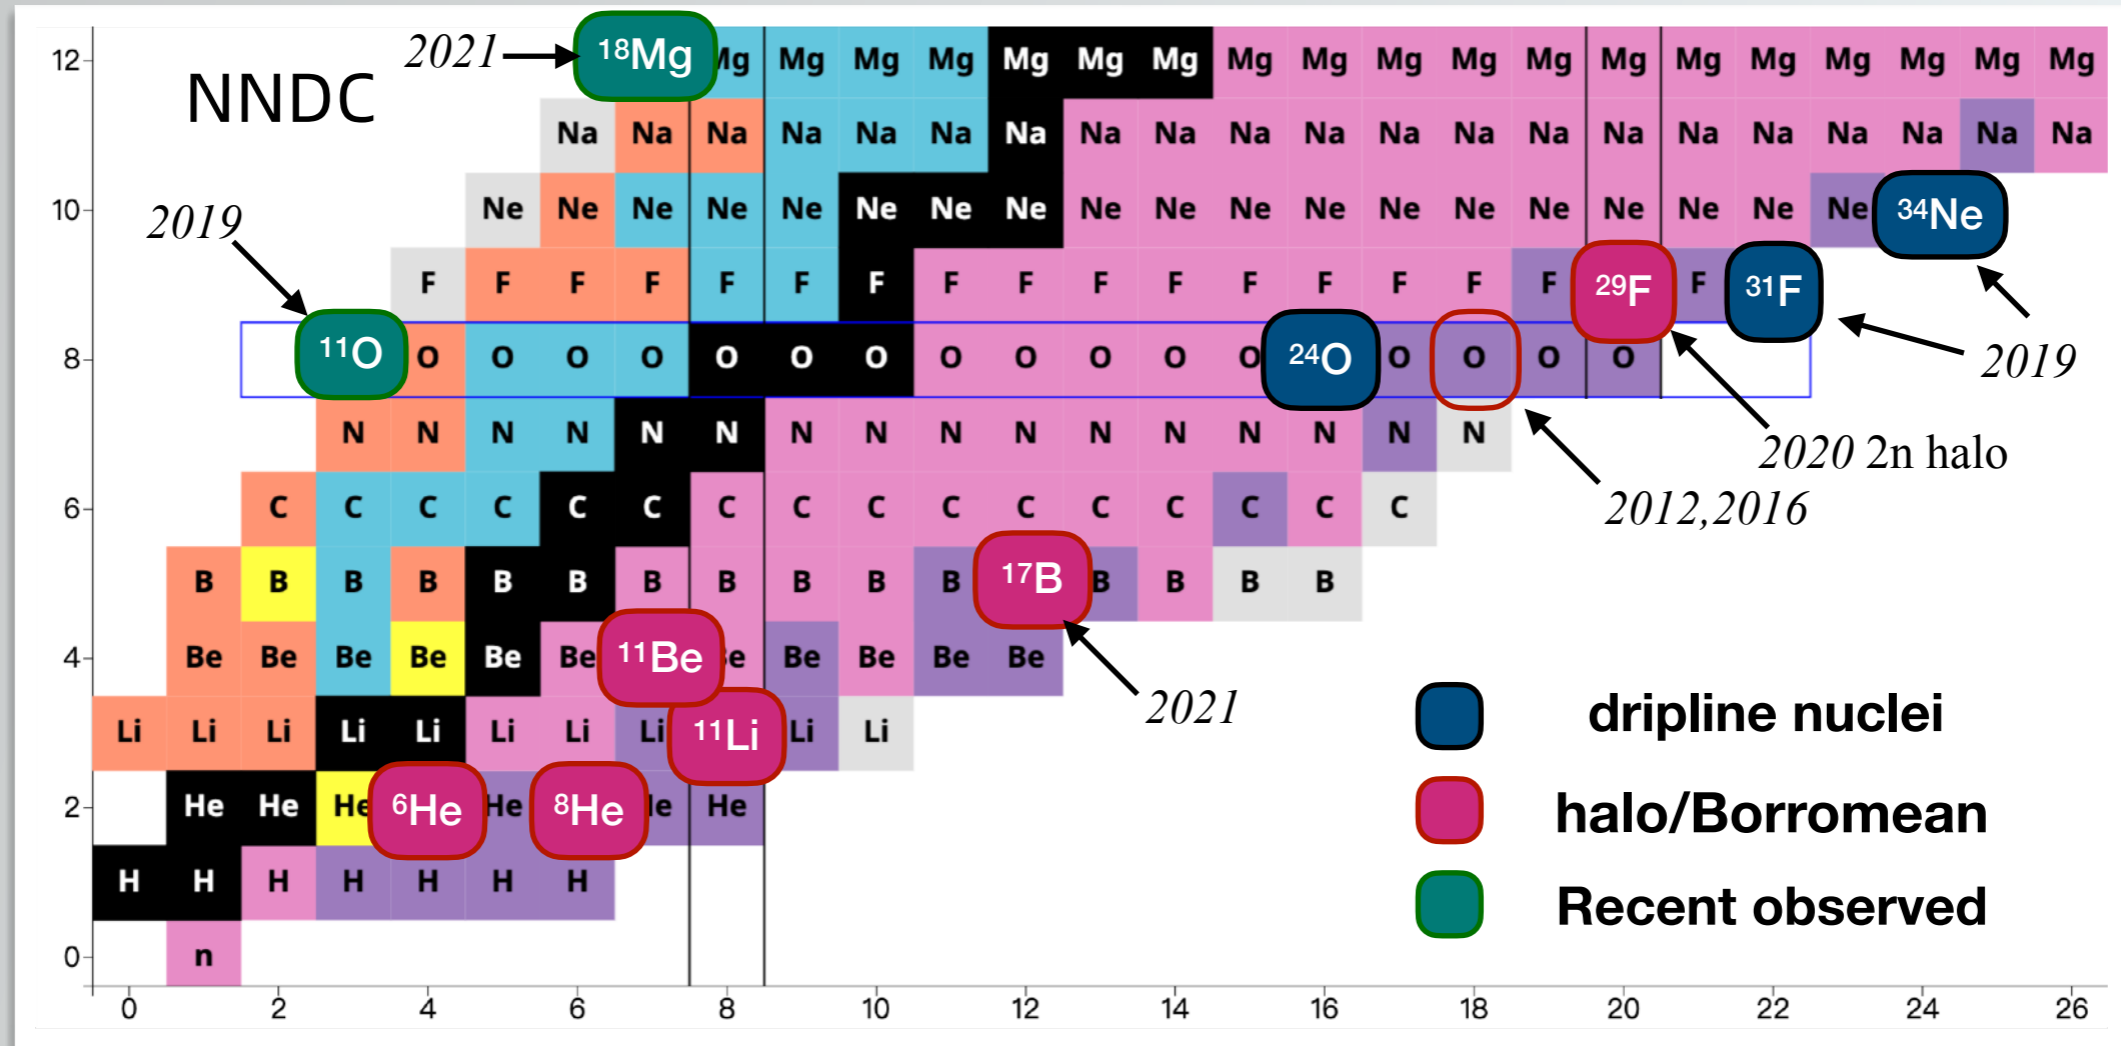 12 2021 ¹⁸Mg Mg Mg Mg Mg Mg Mg Mg Mg Mg Mg Mg Mg Mg Mg Mg Mg Mg Mg
NNDC
Na Na Na Na Na Na Na Na Na Na Na Na Na Na Na Na Na Na Na Na Na
10 2019 Ne Ne Ne Ne Ne Ne Ne Ne Ne Ne Ne Ne Ne Ne Ne Ne Ne Ne Ne ³⁴Ne
F F F F F F F F F F F F F F F F ²⁹F F ³¹F
8 ¹¹O O O O O O O O O O O O O ²⁴O O O O O 2019
N N N N N N N N N N N N N N N N
2020 2n halo
6 C C C C C C C C C C C C C C C C 2012,2016
B B B B B B B B B B B ¹⁷B B B B B
4 Be Be Be Be Be Be ¹¹Be Be Be Be Be Be
2021
dripline nuclei
Li Li Li Li Li Li Li Li ¹¹Li Li Li
2 He He He ⁶He He ⁸He He He
halo/Borromean
H H H H H H H
Recent observed
0 n
0 2 4 6 8 10 12 14 16 18 20 22 24 26